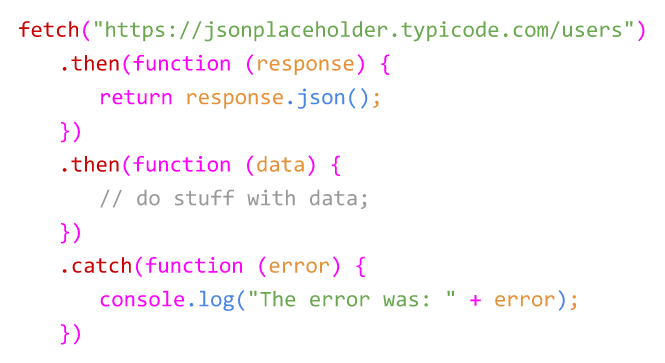 fetch("https://jsonplaceholder.typicode.com/users")
.then(function (response) {
return response.json();
})
.then(function (data) {
// do stuff with data;
})
.catch(function (error) {
console.log("The error was: " + error);
})